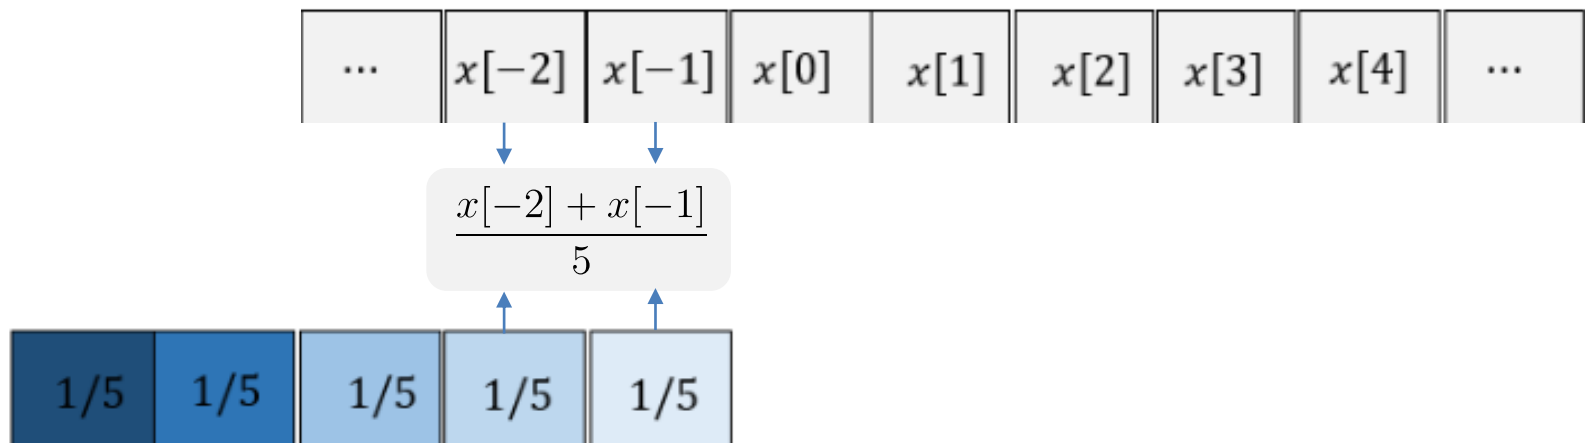 ⋯ x[−2] x[−1] x[0] x[1] x[2] x[3] x[4] ⋯
x[−2] + x[−1]
5
1/5 1/5 1/5 1/5 1/5